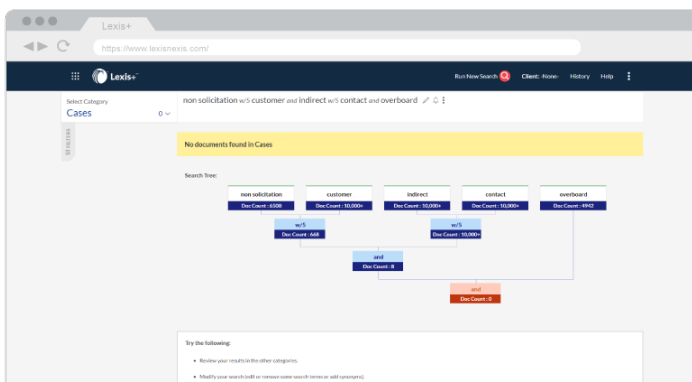 Lexis+
https://www.lexisnexis.com/
Lexis+
Run New Search Client: -None- History Help
Select Category
Cases 0
non solicitation w/5 customer and indirect w/5 contact and overboard
FILTERS
No documents found in Cases
Search Tree:
non solicitation customer indirect contact overboard
Doc Count : 6508 Doc Count : 10,000+ Doc Count : 10,000+ Doc Count : 10,000+ Doc Count : 4942
w/5 w/5
Doc Count : 668 Doc Count : 10,000+
and
Doc Count : 8
and
Doc Count : 0
Try the following:
• Review your results in the other categories.
• Modify your search (edit or remove some search terms or add synonyms).